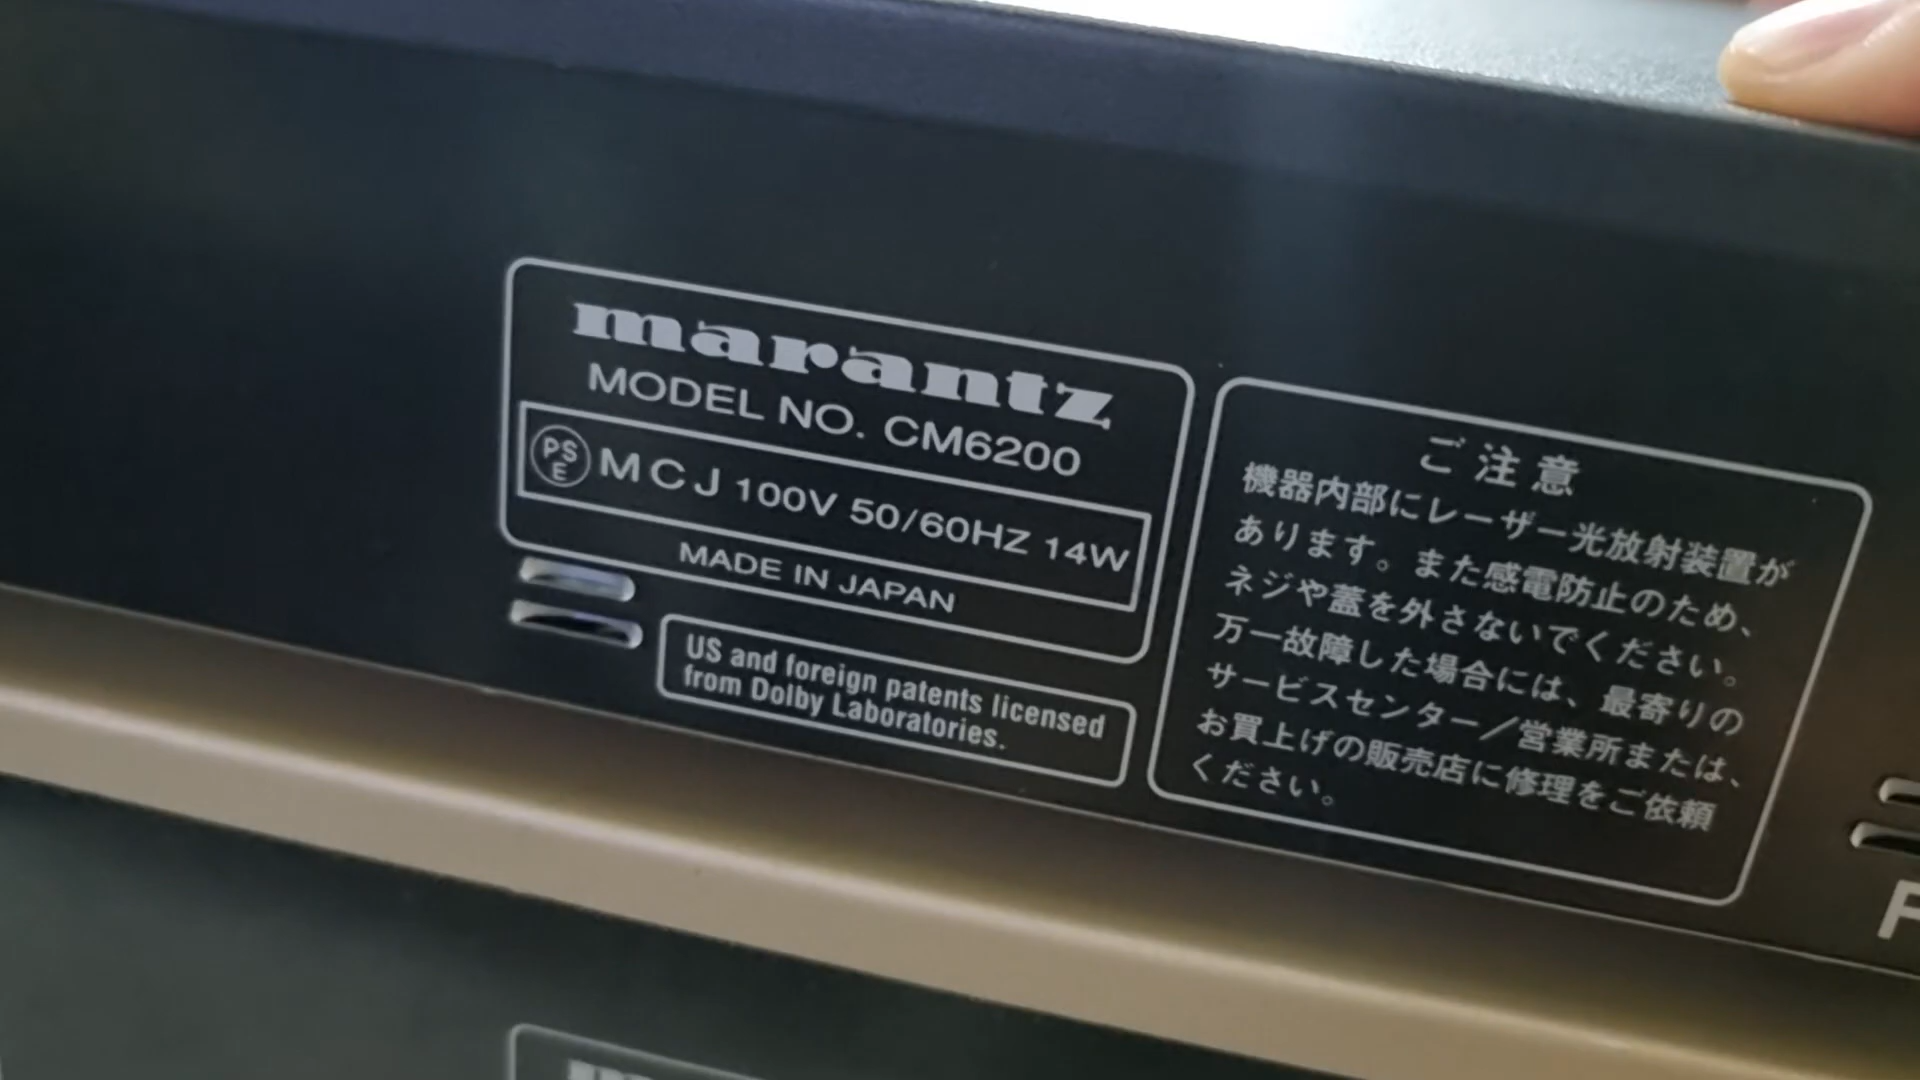 marantz
MODEL NO. CM6200
PSE MCJ 100V 50/60HZ 14W
MADE IN JAPAN
US and foreign patents licensed
from Dolby Laboratories.
ご注意
機器内部にレーザー光放射装置が
あります。また感電防止のため、
ネジや蓋を外さないでください。
万一故障した場合には、最寄りの
サービスセンター／営業所または、
お買上げの販売店に修理をご依頼
ください。